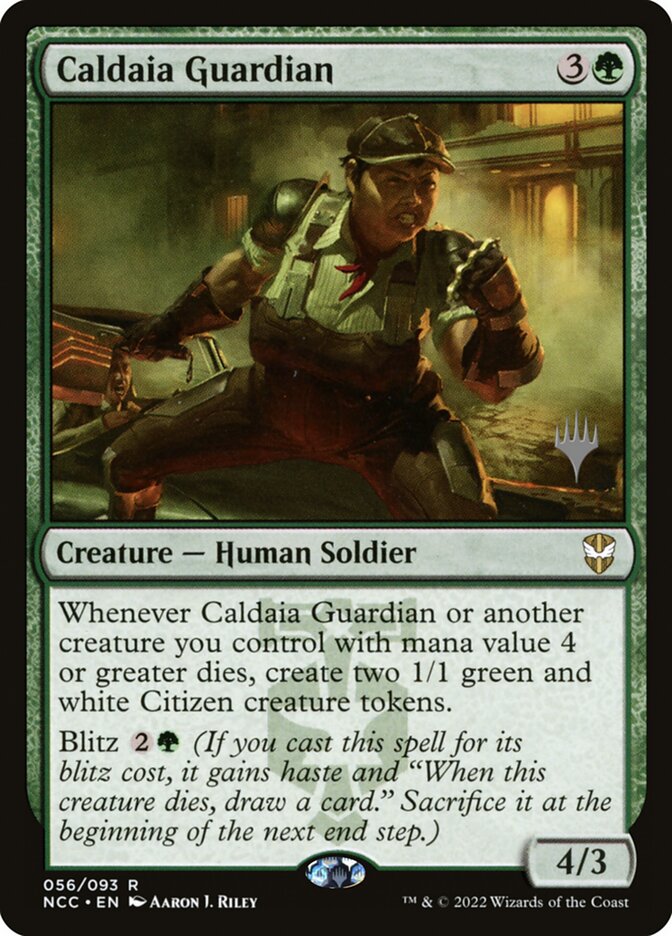 Caldaia Guardian 3
Creature — Human Soldier
Whenever Caldaia Guardian or another
creature you control with mana value 4
or greater dies, create two 1/1 green and
white Citizen creature tokens.
Blitz 2 (If you cast this spell for its
blitz cost, it gains haste and “When this
creature dies, draw a card.” Sacrifice it at the
beginning of the next end step.)
4/3
056/093 R
NCC • EN Aaron J. Riley ™ & © 2022 Wizards of the Coast